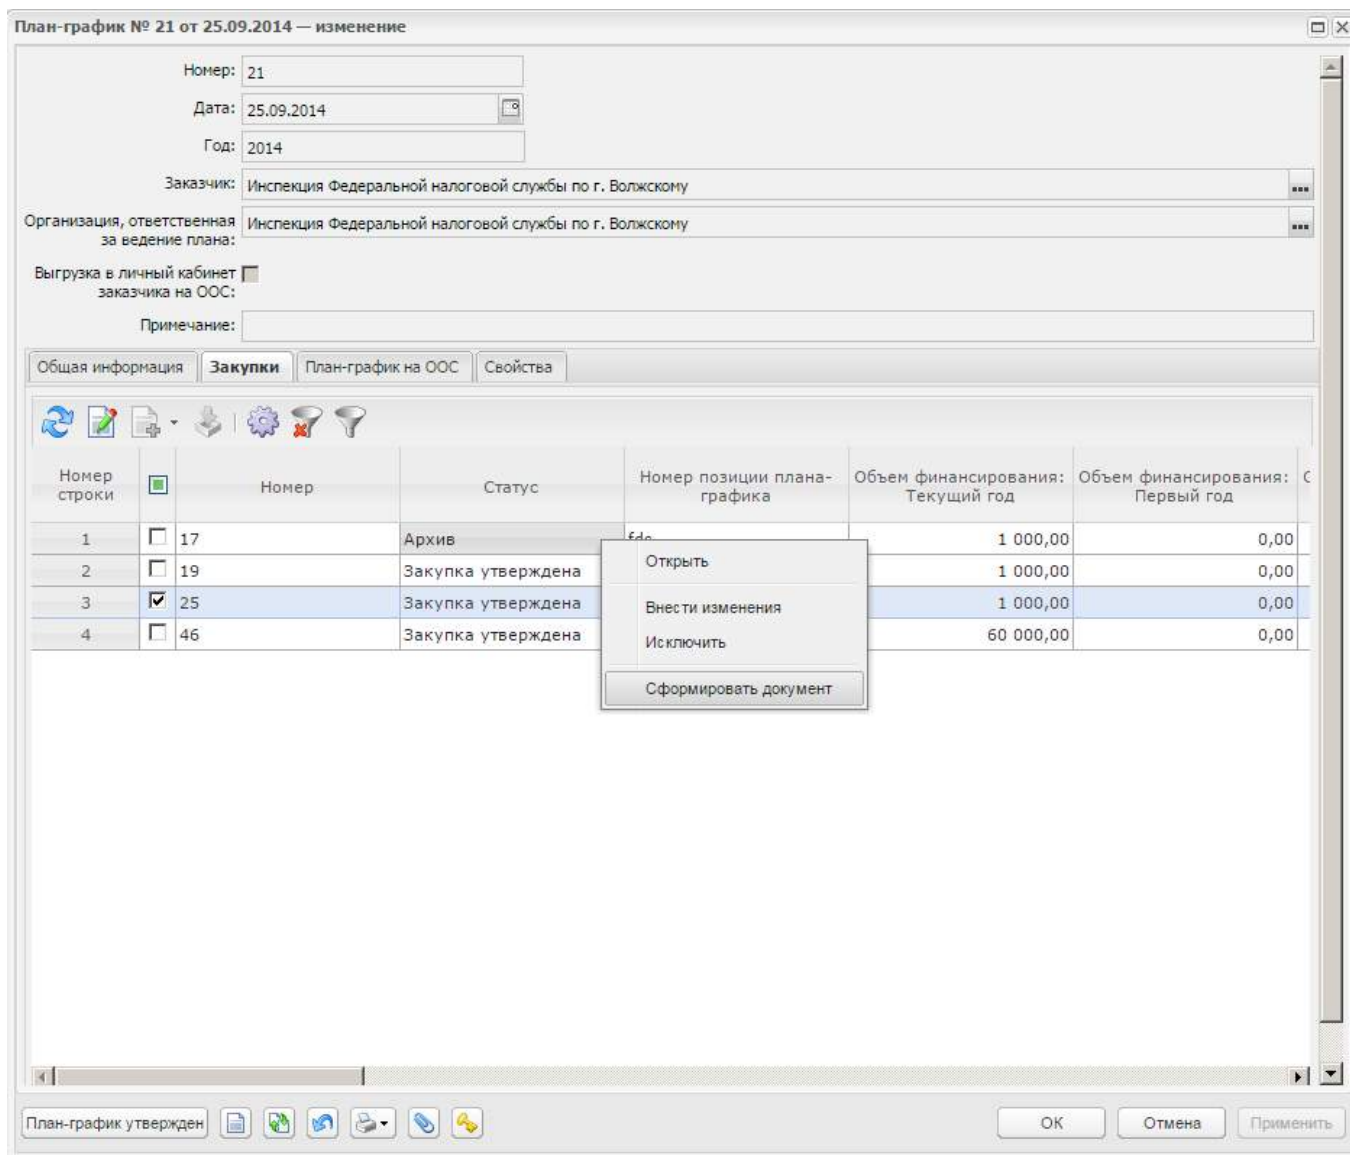 План-график № 21 от 25.09.2014 — изменение
Номер: 21
Дата: 25.09.2014
Год: 2014
Заказчик: Инспекция Федеральной налоговой службы по г. Волжскому ...
Организация, ответственная
за ведение плана: Инспекция Федеральной налоговой службы по г. Волжскому ...
Выгрузка в личный кабинет
заказчика на ООС:
Примечание:
Общая информация Закупки План-график на ООС Свойства
Номер строки Номер Статус Номер позиции плана-графика Объем финансирования: Текущий год Объем финансирования: Первый год
1 17 Архив 1 000,00 0,00
2 19 Закупка утверждена 1 000,00 0,00
3 25 Закупка утверждена 1 000,00 0,00
4 46 Закупка утверждена 60 000,00 0,00
Открыть
Внести изменения
Исключить
Сформировать документ
План-график утвержден ОК Отмена Применить